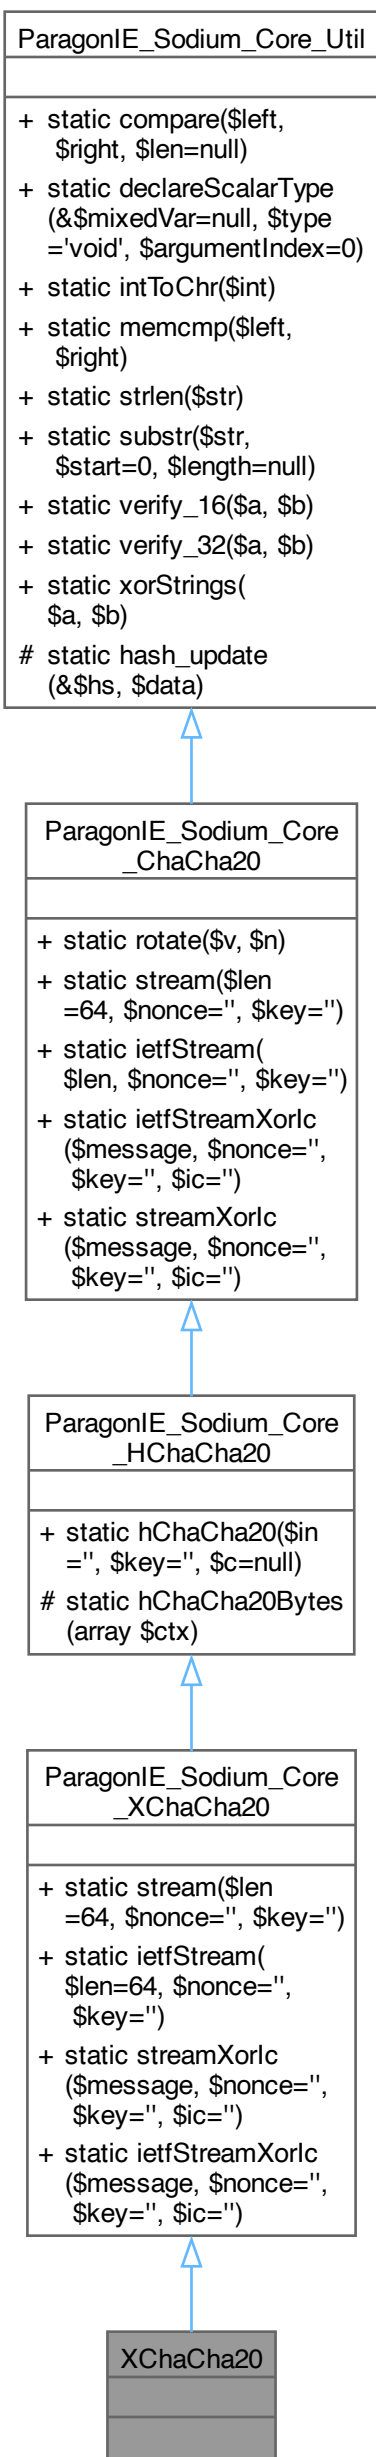 ParagonIE_Sodium_Core_Util
+ static compare($left,
$right, $len=null)
+ static declareScalarType
(&$mixedVar=null, $type
='void', $argumentIndex=0)
+ static intToChr($int)
+ static memcmp($left,
$right)
+ static strlen($str)
+ static substr($str,
$start=0, $length=null)
+ static verify_16($a, $b)
+ static verify_32($a, $b)
+ static xorStrings(
$a, $b)
# static hash_update
(&$hs, $data)
ParagonIE_Sodium_Core
_ChaCha20
+ static rotate($v, $n)
+ static stream($len
=64, $nonce='', $key='')
+ static ietfStream(
$len, $nonce='', $key='')
+ static ietfStreamXorIc
($message, $nonce='',
$key='', $ic='')
+ static streamXorIc
($message, $nonce='',
$key='', $ic='')
ParagonIE_Sodium_Core
_HChaCha20
+ static hChaCha20($in
='', $key='', $c=null)
# static hChaCha20Bytes
(array $ctx)
ParagonIE_Sodium_Core
_XChaCha20
+ static stream($len
=64, $nonce='', $key='')
+ static ietfStream(
$len=64, $nonce='',
$key='')
+ static streamXorIc
($message, $nonce='',
$key='', $ic='')
+ static ietfStreamXorIc
($message, $nonce='',
$key='', $ic='')
XChaCha20